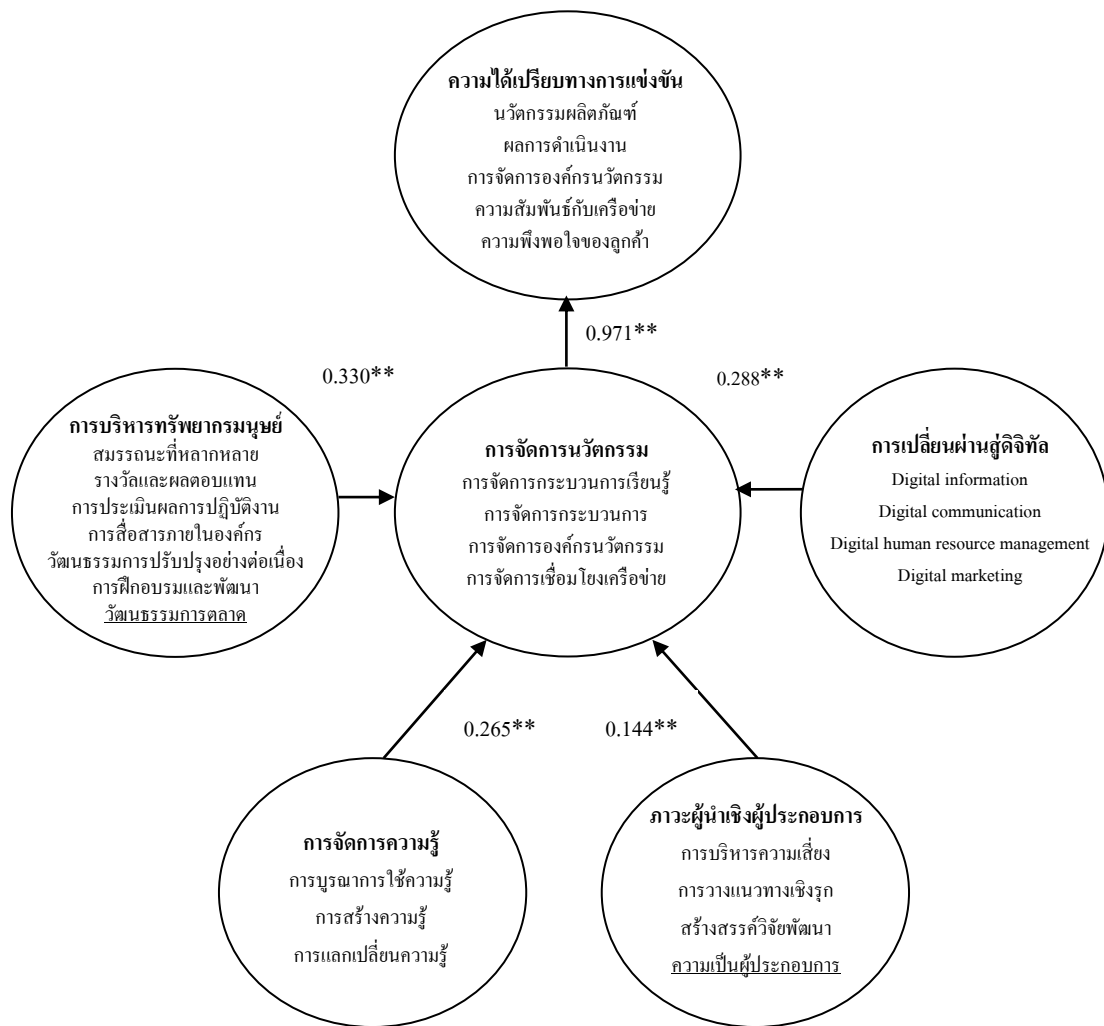 ความได้เปรียบทางการแข่งขัน
นวัตกรรมผลิตภัณฑ์
ผลการดำเนินงาน
การจัดการองค์กรนวัตกรรม
ความสัมพันธ์กับเครือข่าย
ความพึงพอใจของลูกค้า
0.971**
0.330**
0.288**
การบริหารทรัพยากรมนุษย์
สมรรถนะที่หลากหลาย
รางวัลและผลตอบแทน
การประเมินผลการปฏิบัติงาน
การสื่อสารภายในองค์กร
วัฒนธรรมการปรับปรุงอย่างต่อเนื่อง
การฝึกอบรมและพัฒนา
วัฒนธรรมการตลาด
การจัดการนวัตกรรม
การจัดการกระบวนการเรียนรู้
การจัดการกระบวนการ
การจัดการองค์กรนวัตกรรม
การจัดการเชื่อมโยงเครือข่าย
การเปลี่ยนผ่านสู่ดิจิทัล
Digital information
Digital communication
Digital human resource management
Digital marketing
0.265**
0.144**
การจัดการความรู้
การบูรณาการใช้ความรู้
การสร้างความรู้
การแลกเปลี่ยนความรู้
ภาวะผู้นำเชิงผู้ประกอบการ
การบริหารความเสี่ยง
การวางแนวทางเชิงรุก
สร้างสรรค์วิจัยพัฒนา
ความเป็นผู้ประกอบการ